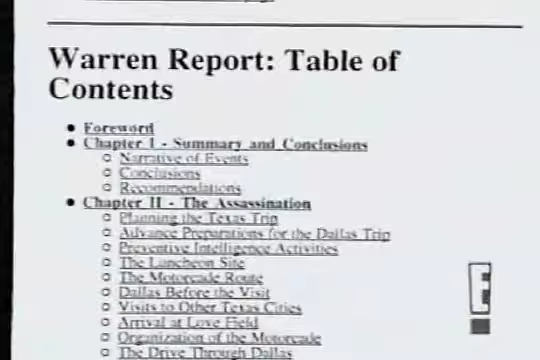 Warren Report: Table of
Contents
Foreword
Chapter I - Summary and Conclusions
Narrative of Events
Conclusions
Recommendations
Chapter II - The Assassination
Planning the Texas Trip
Advance Preparations for the Dallas Trip
Preventive Intelligence Activities
The Luncheon Site
The Motorcade Route
Dallas Before the Visit
Visits to Other Texas Cities
Arrival at Love Field
Organization of the Motorcade
The Drive Through Dallas